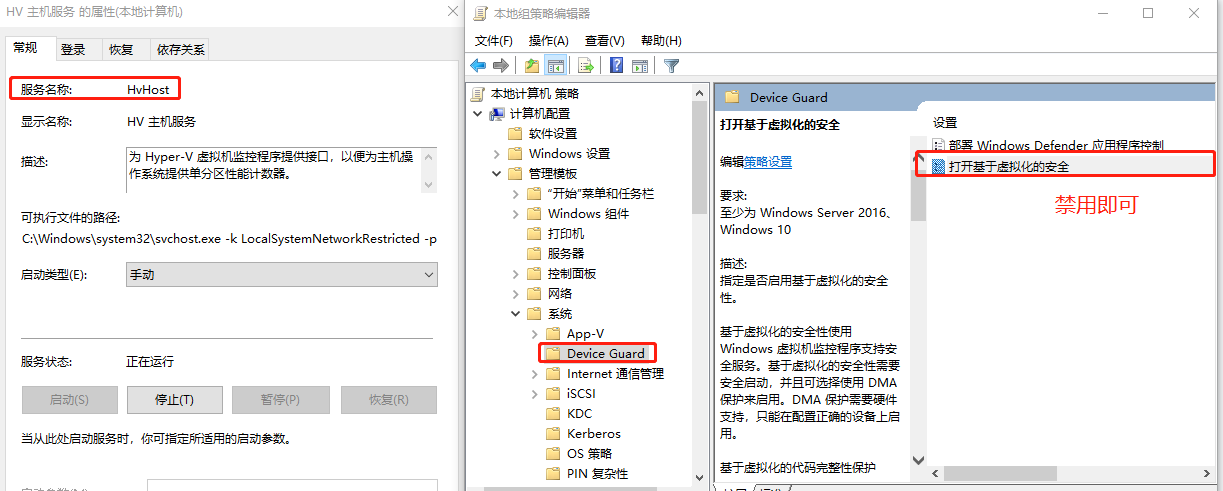 HV 主机服务 的属性(本地计算机)
常规
登录
恢复
依存关系
服务名称:
HvHost
显示名称:
HV 主机服务
描述:
为 Hyper-V 虚拟机监控程序提供接口，以便为主机操
作系统提供单分区性能计数器。
可执行文件的路径:
C:\Windows\system32\svchost.exe -k LocalSystemNetworkRestricted -p
启动类型(E):
手动
服务状态:
正在运行
启动(S)
停止(T)
暂停(P)
恢复(R)
当从此处启动服务时，你可指定所适用的启动参数。
本地组策略编辑器
文件(F)
操作(A)
查看(V)
帮助(H)
本地计算机 策略
计算机配置
软件设置
Windows 设置
管理模板
“开始”菜单和任务栏
Windows 组件
打印机
服务器
控制面板
网络
系统
App-V
Device Guard
Internet 通信管理
iSCSI
KDC
Kerberos
OS 策略
PIN 复杂性
Device Guard
打开基于虚拟化的安全
编辑策略设置
要求:
至少为 Windows Server 2016、
Windows 10
描述:
指定是否启用基于虚拟化的安全
性。
基于虚拟化的安全性使用
Windows 虚拟机监控程序支持安
全服务。基于虚拟化的安全性需要
安全启动，并且可选择使用 DMA
保护来启用。DMA 保护需要硬件
支持，只能在配置正确的设备上启
用。
基于虚拟化的代码完整性保护
设置
部署 Windows Defender 应用程序控制
打开基于虚拟化的安全
禁用即可